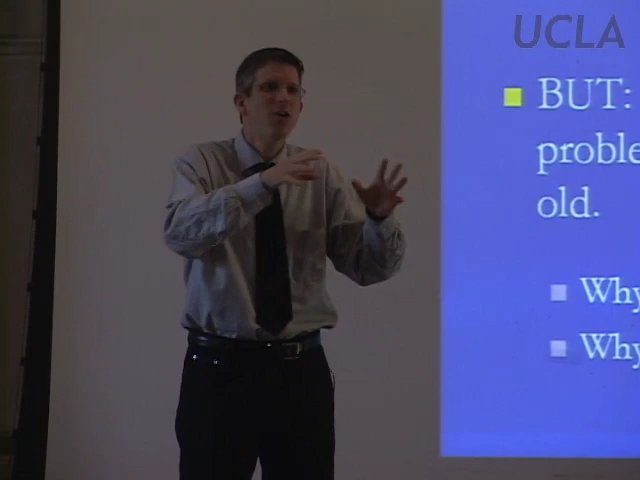 UCLA
BUT:
proble
old.
Why
Why